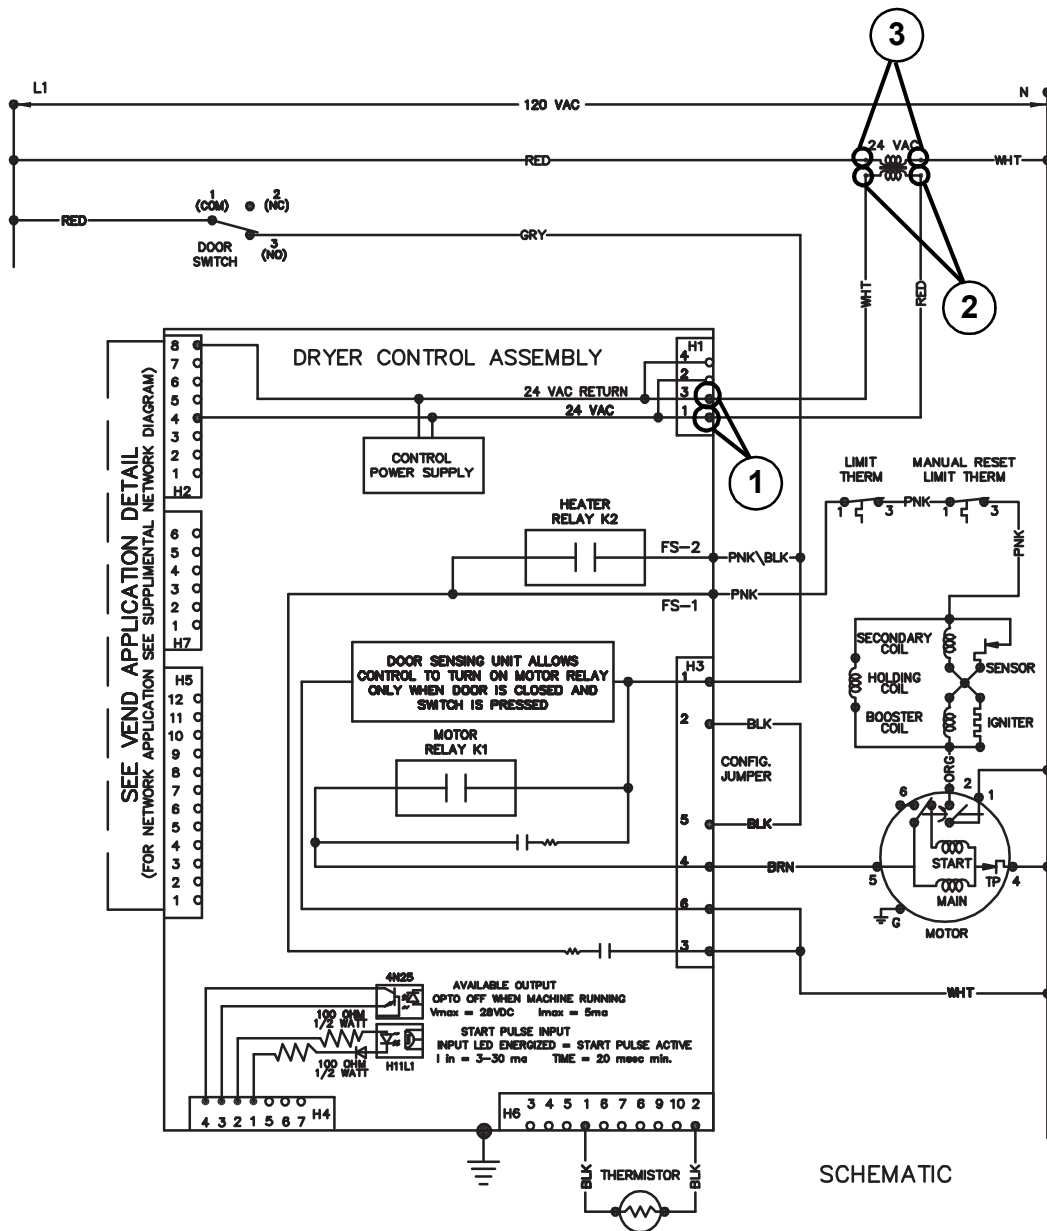 3
L1
N
120 VAC
24 VAC
RED
WHT
1
(COM)
2
(NC)
RED
3
(NO)
DOOR
SWITCH
GRY
WHT
RED
2
DRYER CONTROL ASSEMBLY
H1
4
2
3
1
24 VAC RETURN
24 VAC
8
7
6
5
4
3
2
1
H2
CONTROL
POWER SUPPLY
1
LIMIT
THERM
MANUAL RESET
LIMIT THERM
1
3
PNK
1
3
PNK
HEATER
RELAY K2
FS-2
PNK\BLK
FS-1
PNK
6
5
4
3
2
1
H7
SEE VEND APPLICATION DETAIL
(FOR NETWORK APPLICATION SEE SUPPLIMENTAL NETWORK DIAGRAM)
SECONDARY
COIL
SENSOR
HOLDING
COIL
BOOSTER
COIL
IGNITER
DOOR SENSING UNIT ALLOWS
CONTROL TO TURN ON MOTOR RELAY
ONLY WHEN DOOR IS CLOSED AND
SWITCH IS PRESSED
H3
1
2
BLK
CONFIG.
JUMPER
5
BLK
4
BRN
6
3
MOTOR
RELAY K1
H5
12
11
10
9
8
7
6
5
4
3
2
1
ORG
2
1
6
3
START
5
TP
4
MAIN
G
MOTOR
WHT
4N25
AVAILABLE OUTPUT
OPTO OFF WHEN MACHINE RUNNING
Vmax = 28VDC Imax = 5ma
100 OHM
1/2 WATT
START PULSE INPUT
INPUT LED ENERGIZED = START PULSE ACTIVE
I in = 3-30 ma TIME = 20 msec min.
100 OHM
1/2 WATT
H11L1
4 3 2 1 5 6 7
H4
H6
3 4 5 1 6 7 8 9 10 2
BLK
THERMISTOR
BLK
SCHEMATIC